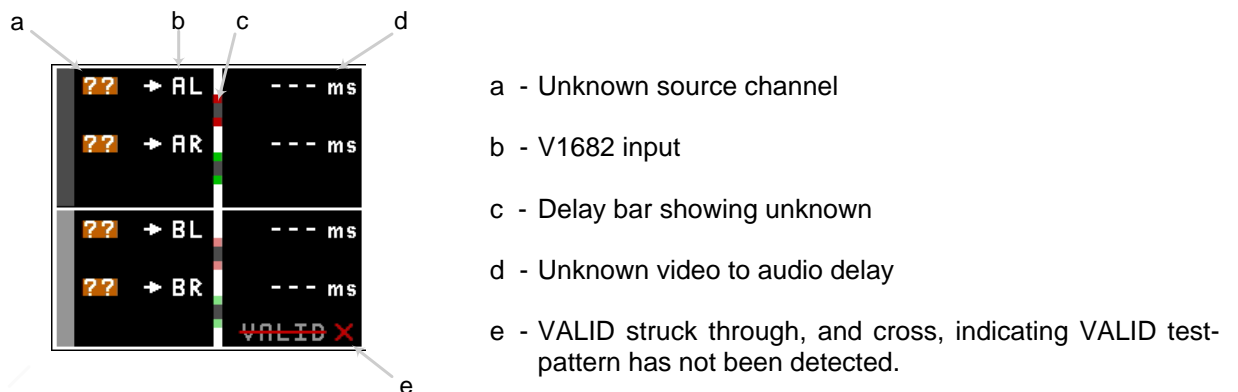 a b c d
?? → AL --- ms
?? → AR --- ms
?? → BL --- ms
?? → BR --- ms
VALID ✕
e
a - Unknown source channel
b - V1682 input
c - Delay bar showing unknown
d - Unknown video to audio delay
e - VALID struck through, and cross, indicating VALID test-
pattern has not been detected.